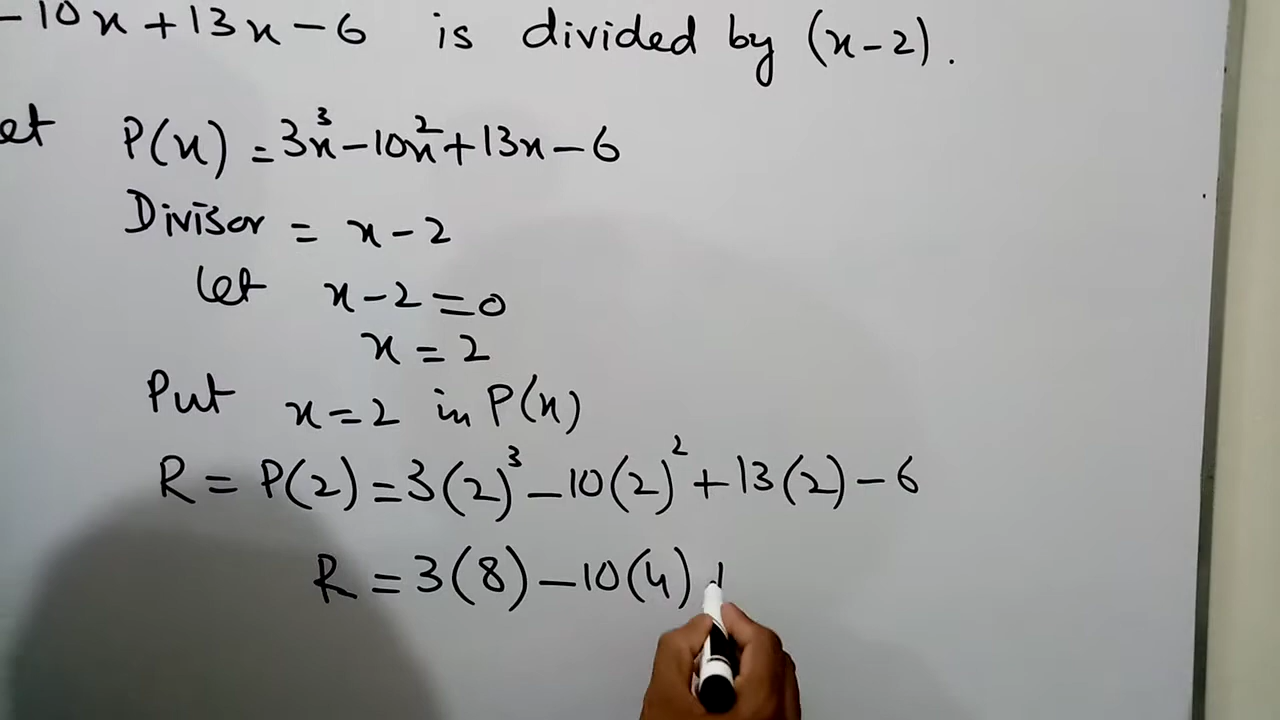 -10x+13x-6 is divided by (x-2).
et P(x) = 3x³-10x²+13x-6
Divisor = x-2
let x-2=0
x=2
Put x=2 in P(x)
R = P(2) = 3(2)³-10(2)²+13(2)-6
R = 3(8)-10(4)